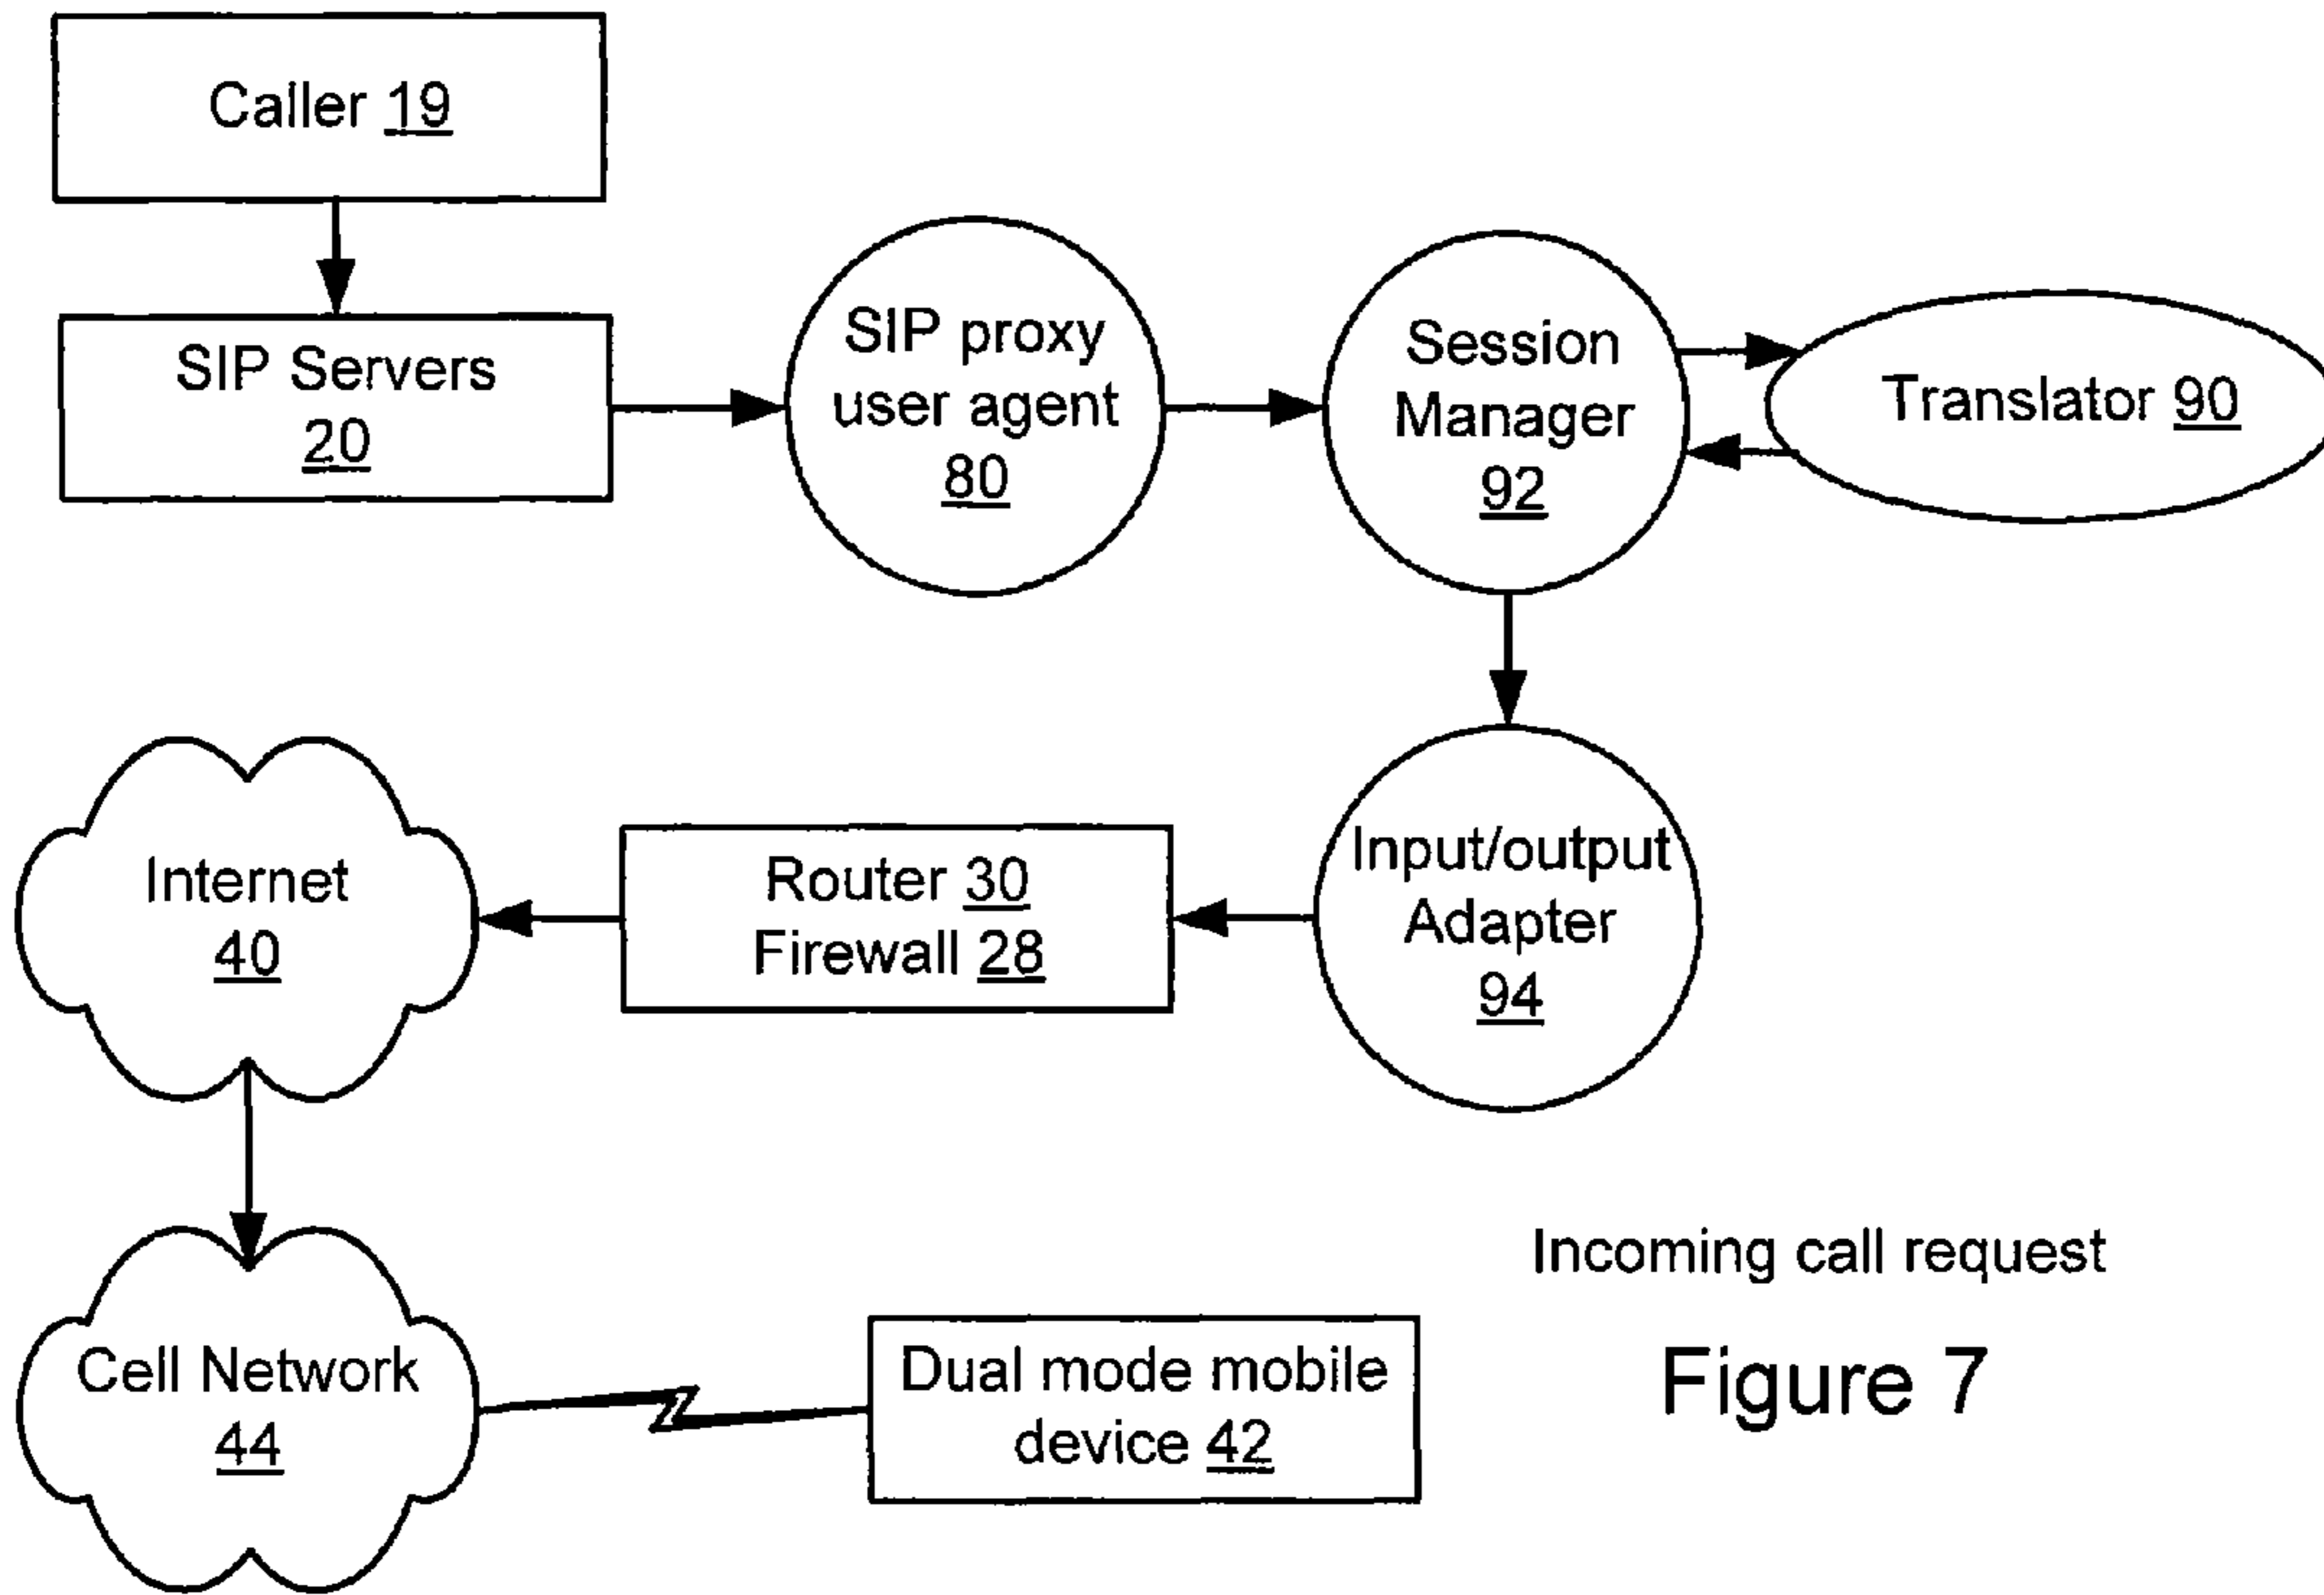 Caller 19
SIP Servers
20
SIP proxy
user agent
80
Session
Manager
92
Translator 90
Internet
40
Router 30
Firewall 28
Input/output
Adapter
94
Cell Network
44
Dual mode mobile
device 42
Incoming call request
Figure 7